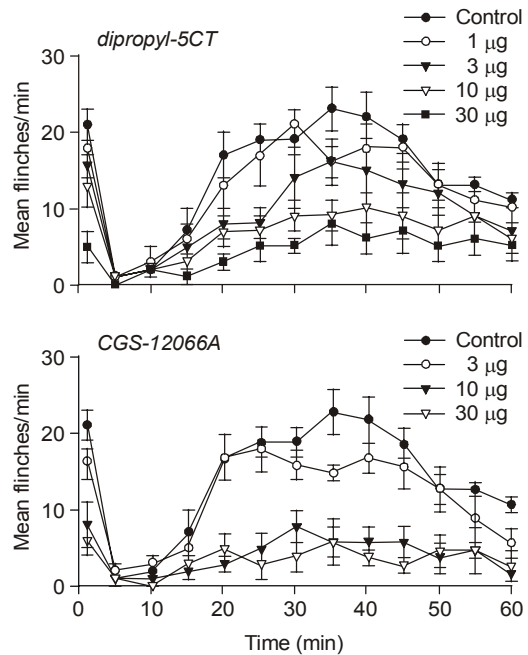 dipropyl-5CT
Control
1 μg
3 μg
10 μg
30 μg
Mean flinches/min
30
20
10
0
CGS-12066A
Control
3 μg
10 μg
30 μg
Mean flinches/min
30
20
10
0
0 10 20 30 40 50 60
Time (min)